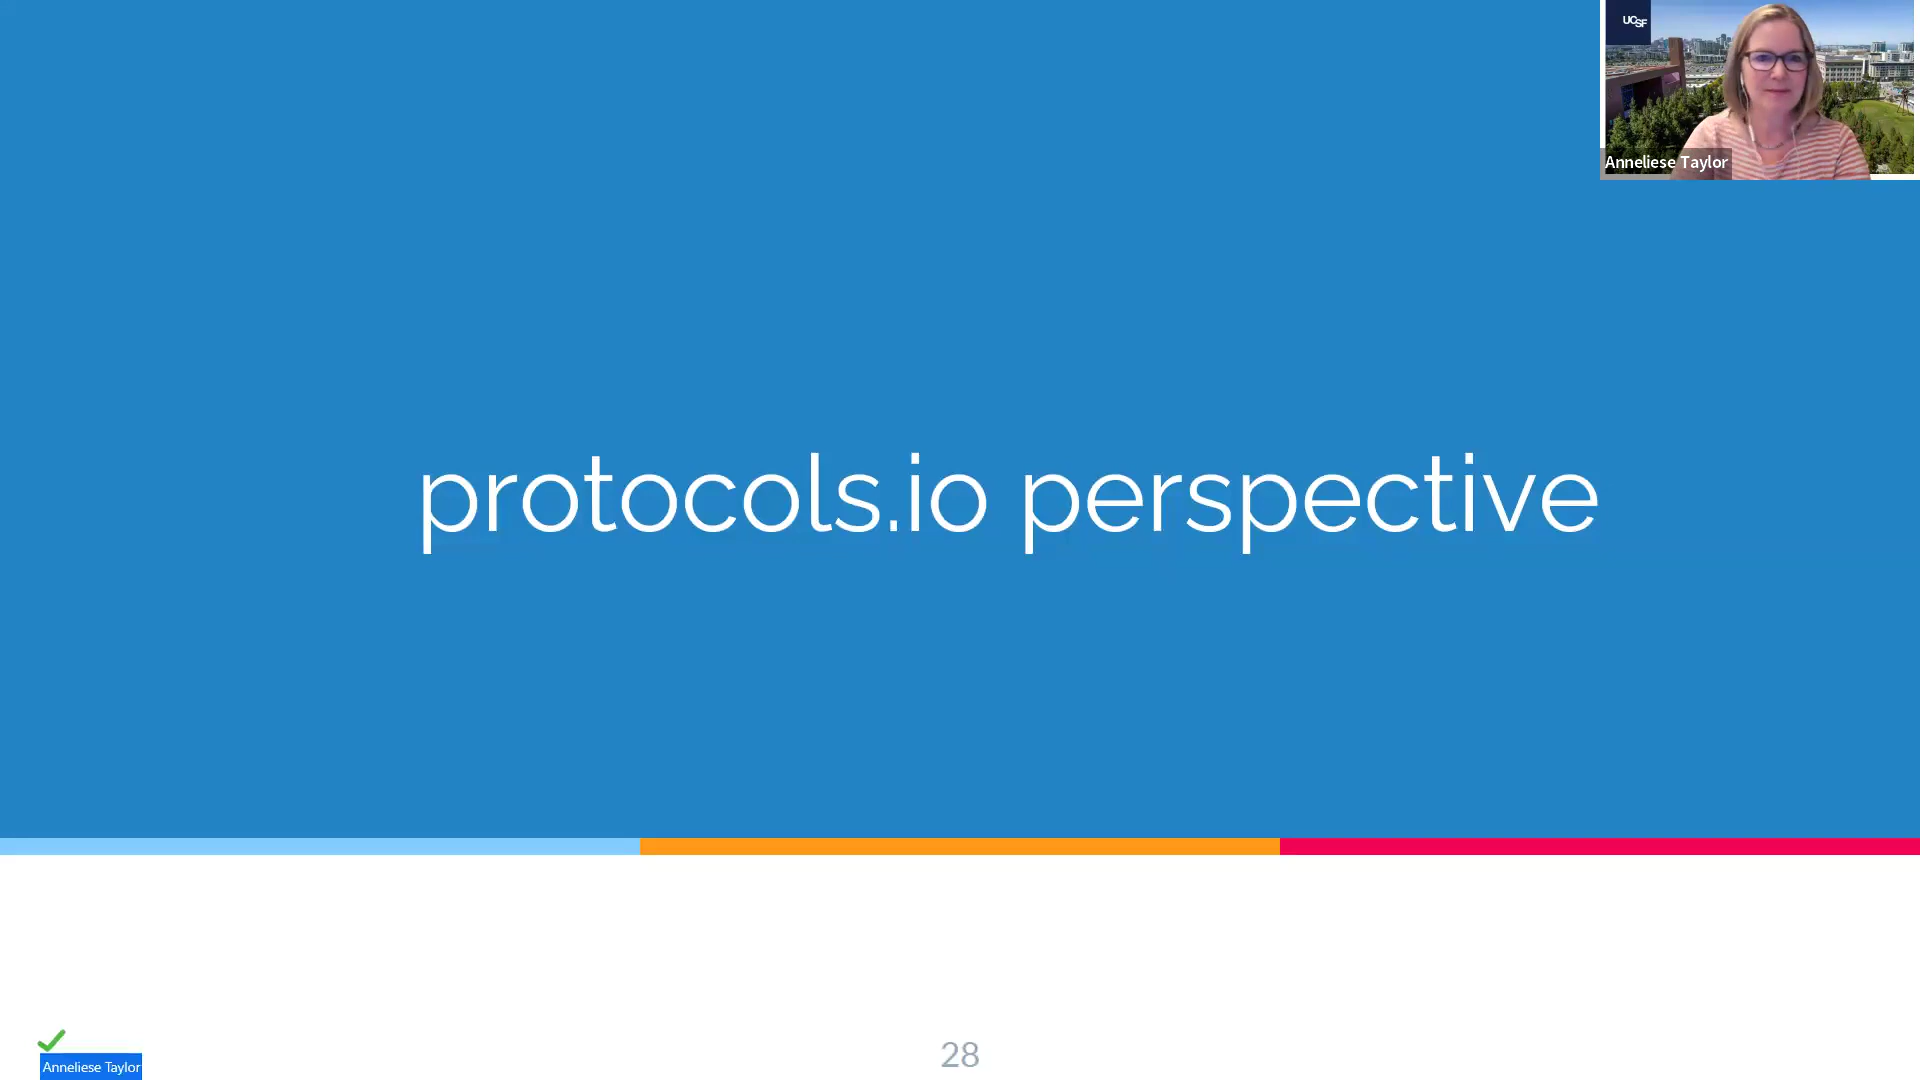 UCSF
Anneliese Taylor
protocols.io perspective
Anneliese Taylor
28